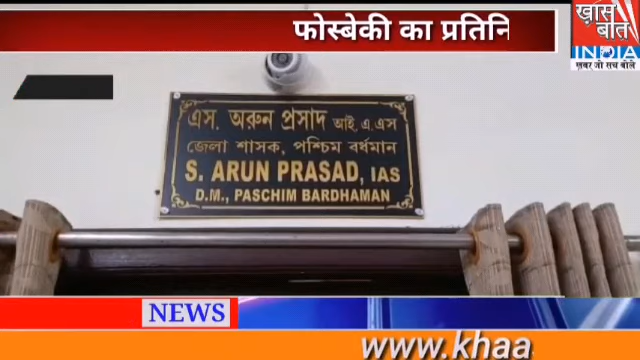 फोस्बेकी का प्रतिनि
ख़ास
बात
INDIA
ख़बर जो सच बोले
এস. অরুন প্রসাদ আই.এ.এস
জেলা শাসক, পশ্চিম বর্ধমান
S. ARUN PRASAD, IAS
D.M., PASCHIM BARDHAMAN
NEWS
www.khaa